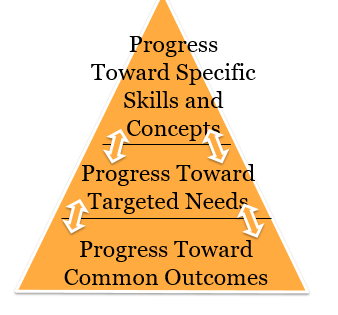 Progress
Toward Specific
Skills and
Concepts
Progress Toward
Targeted Needs
Progress Toward
Common Outcomes